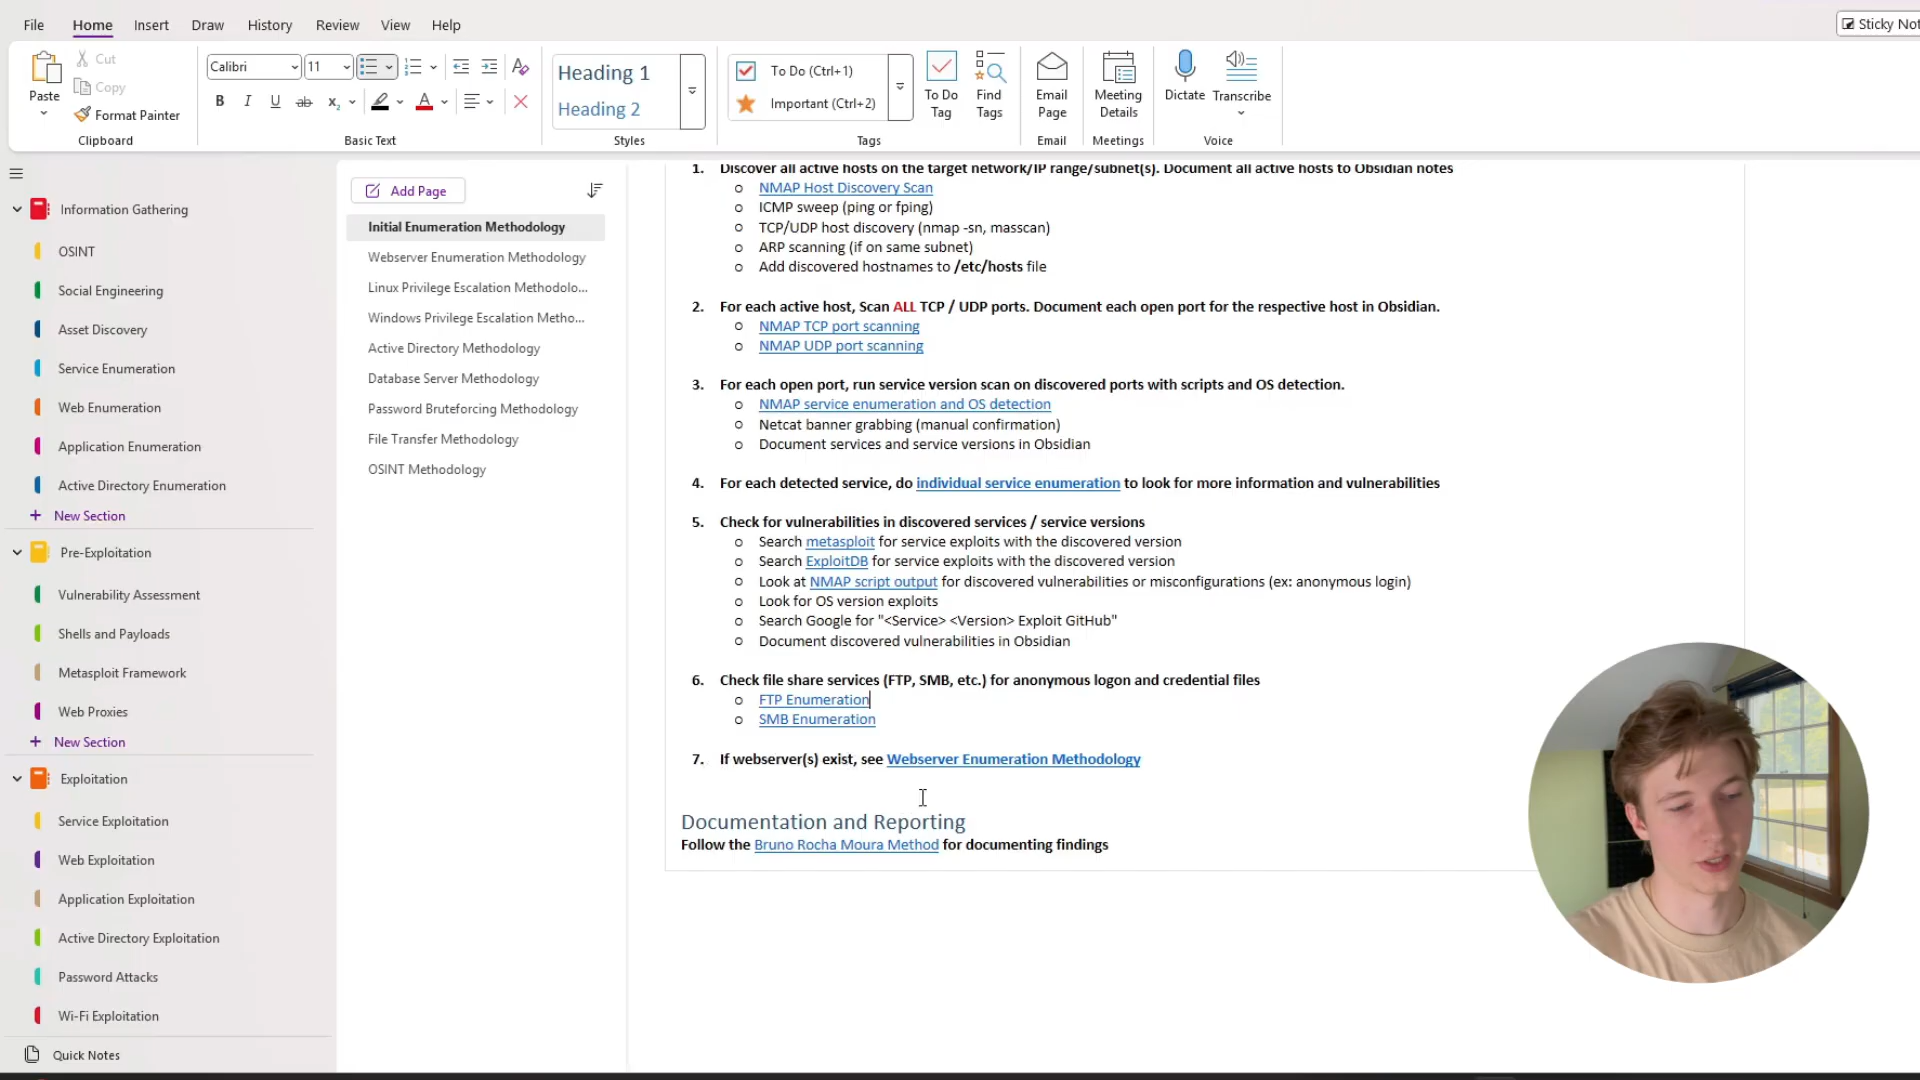 File Home Insert Draw History Review View Help
Sticky Not
Paste
Cut
Copy
Format Painter
Clipboard
Calibri 11
B I U ab x₂ A
Basic Text
Heading 1
Heading 2
Styles
To Do (Ctrl+1)
Important (Ctrl+2)
Tags
To Do Tag
Find Tags
Email Page
Email
Meeting Details
Meetings
Dictate
Transcribe
Voice
Information Gathering
OSINT
Social Engineering
Asset Discovery
Service Enumeration
Web Enumeration
Application Enumeration
Active Directory Enumeration
+ New Section
Pre-Exploitation
Vulnerability Assessment
Shells and Payloads
Metasploit Framework
Web Proxies
+ New Section
Exploitation
Service Exploitation
Web Exploitation
Application Exploitation
Active Directory Exploitation
Password Attacks
Wi-Fi Exploitation
Quick Notes
Add Page
Initial Enumeration Methodology
Webserver Enumeration Methodology
Linux Privilege Escalation Methodolo...
Windows Privilege Escalation Metho...
Active Directory Methodology
Database Server Methodology
Password Bruteforcing Methodology
File Transfer Methodology
OSINT Methodology
1. Discover all active hosts on the target network/IP range/subnet(s). Document all active hosts to Obsidian notes
o NMAP Host Discovery Scan
o ICMP sweep (ping or fping)
o TCP/UDP host discovery (nmap -sn, masscan)
o ARP scanning (if on same subnet)
o Add discovered hostnames to /etc/hosts file
2. For each active host, Scan ALL TCP / UDP ports. Document each open port for the respective host in Obsidian.
o NMAP TCP port scanning
o NMAP UDP port scanning
3. For each open port, run service version scan on discovered ports with scripts and OS detection.
o NMAP service enumeration and OS detection
o Netcat banner grabbing (manual confirmation)
o Document services and service versions in Obsidian
4. For each detected service, do individual service enumeration to look for more information and vulnerabilities
5. Check for vulnerabilities in discovered services / service versions
o Search metasploit for service exploits with the discovered version
o Search ExploitDB for service exploits with the discovered version
o Look at NMAP script output for discovered vulnerabilities or misconfigurations (ex: anonymous login)
o Look for OS version exploits
o Search Google for "<Service> <Version> Exploit GitHub"
o Document discovered vulnerabilities in Obsidian
6. Check file share services (FTP, SMB, etc.) for anonymous logon and credential files
o FTP Enumeration
o SMB Enumeration
7. If webserver(s) exist, see Webserver Enumeration Methodology
Documentation and Reporting
Follow the Bruno Rocha Moura Method for documenting findings